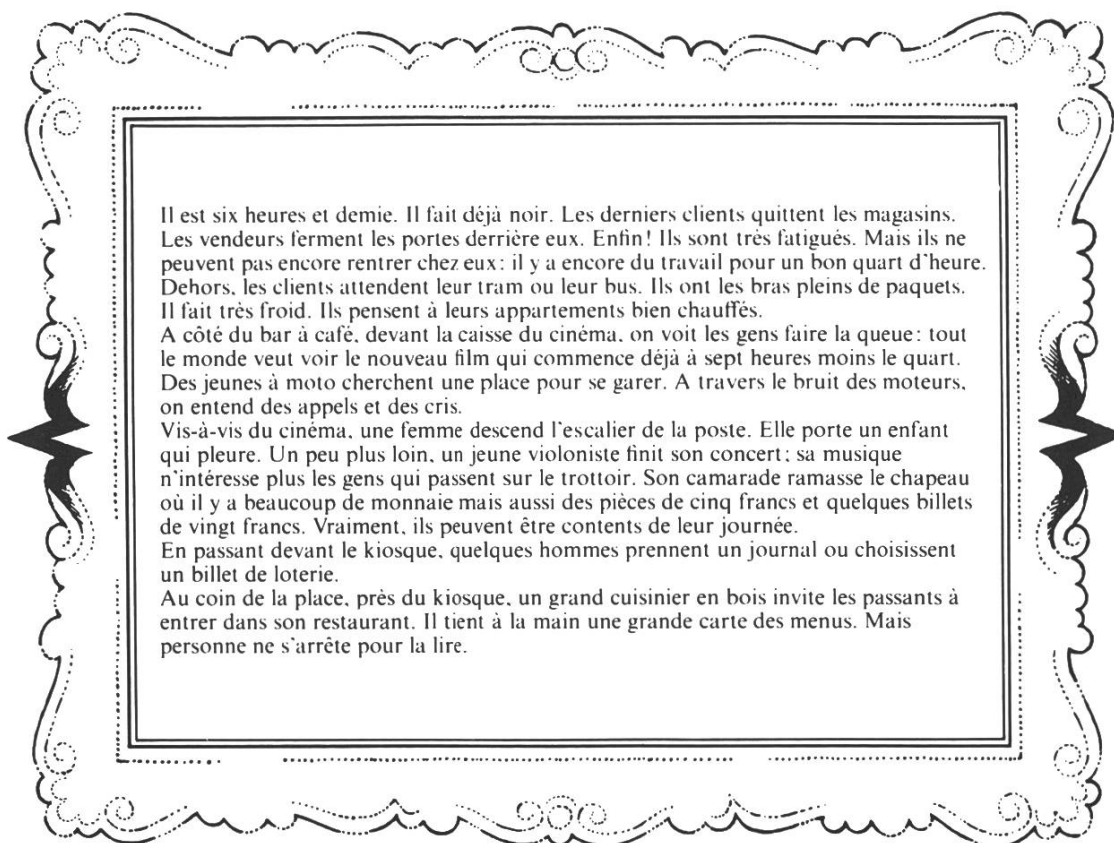 Il est six heures et demie. Il fait déjà noir. Les derniers clients quittent les magasins.
Les vendeurs ferment les portes derrière eux. Enfin! Ils sont très fatigués. Mais ils ne
peuvent pas encore rentrer chez eux: il y a encore du travail pour un bon quart d'heure.
Dehors, les clients attendent leur tram ou leur bus. Ils ont les bras pleins de paquets.
Il fait très froid. Ils pensent à leurs appartements bien chauffés.
A côté du bar à café, devant la caisse du cinéma, on voit les gens faire la queue: tout
le monde veut voir le nouveau film qui commence déjà à sept heures moins le quart.
Des jeunes à moto cherchent une place pour se garer. A travers le bruit des moteurs,
on entend des appels et des cris.
Vis-à-vis du cinéma, une femme descend l'escalier de la poste. Elle porte un enfant
qui pleure. Un peu plus loin, un jeune violoniste finit son concert; sa musique
n'intéresse plus les gens qui passent sur le trottoir. Son camarade ramasse le chapeau
où il y a beaucoup de monnaie mais aussi des pièces de cinq francs et quelques billets
de vingt francs. Vraiment, ils peuvent être contents de leur journée.
En passant devant le kiosque, quelques hommes prennent un journal ou choisissent
un billet de loterie.
Au coin de la place, près du kiosque, un grand cuisinier en bois invite les passants à
entrer dans son restaurant. Il tient à la main une grande carte des menus. Mais
personne ne s'arrête pour la lire.